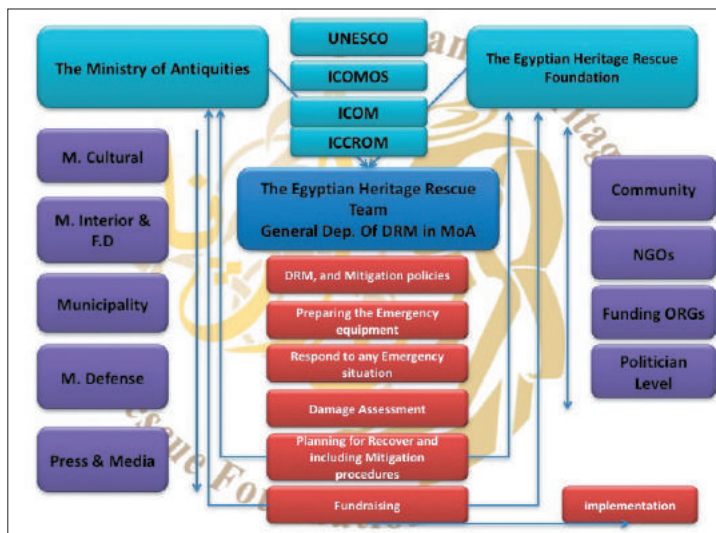 The Ministry of Antiquities
UNESCO
ICOMOS
ICOM
ICCROM
The Egyptian Heritage Rescue
Foundation
The Egyptian Heritage Rescue
Team
General Dep. Of DRM in MoA
M. Cultural
M. Interior &
F.D
Municipality
M. Defense
Press & Media
DRM, and Mitigation policies
Preparing the Emergency
equipment
Respond to any Emergency
situation
Damage Assessment
Planning for Recover and
including Mitigation
procedures
Fundraising
Community
NGOs
Funding ORGs
Politician
Level
implementation